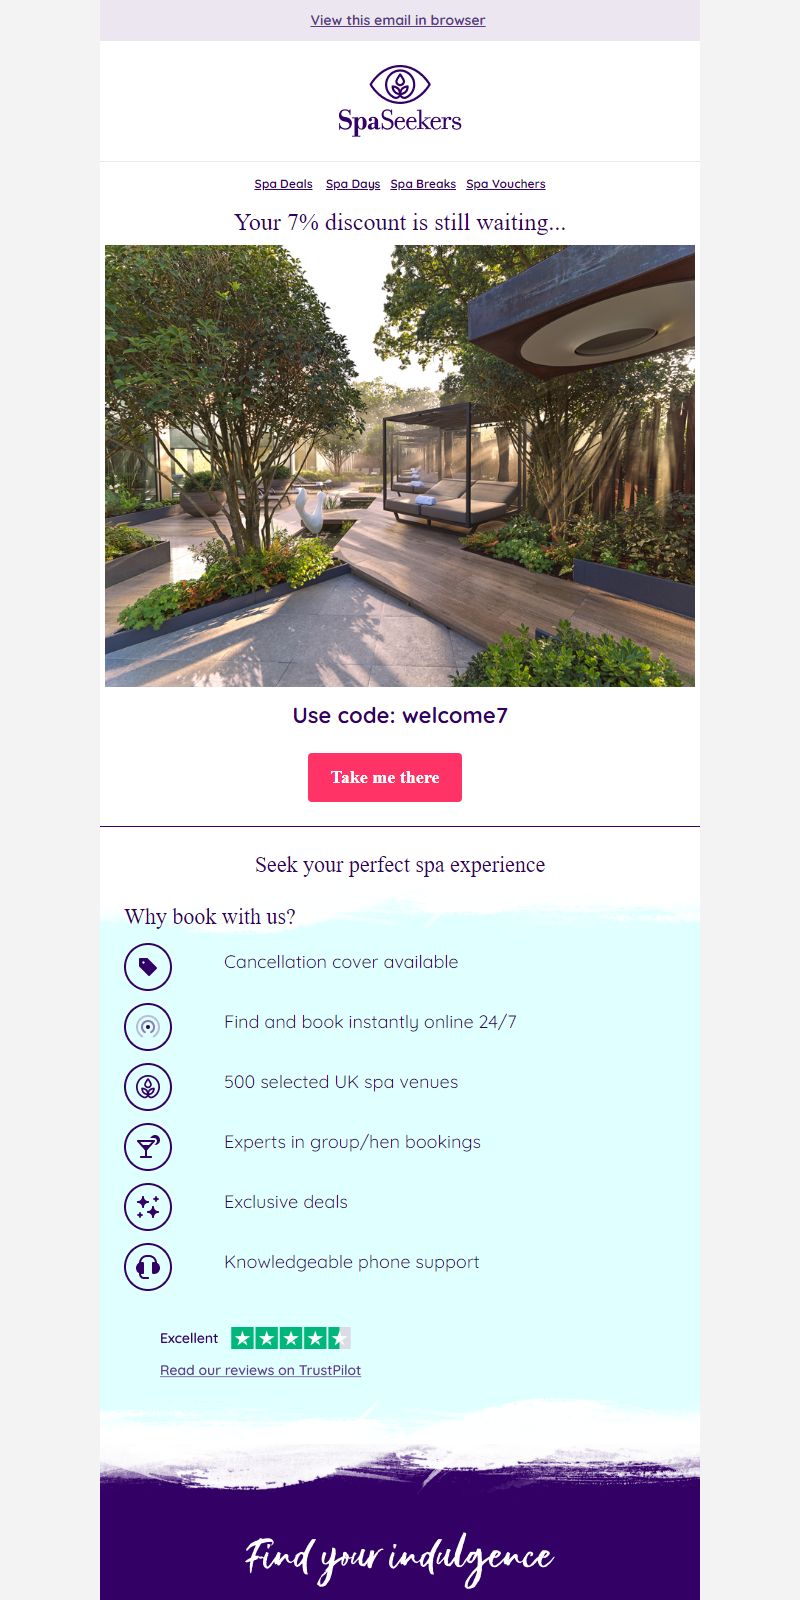 View this email in browser
SpaSeekers
Spa Deals Spa Days Spa Breaks Spa Vouchers
Your 7% discount is still waiting...
Use code: welcome7
Take me there
Seek your perfect spa experience
Why book with us?
Cancellation cover available
Find and book instantly online 24/7
500 selected UK spa venues
Experts in group/hen bookings
Exclusive deals
Knowledgeable phone support
Excellent
Read our reviews on TrustPilot
Find your indulgence